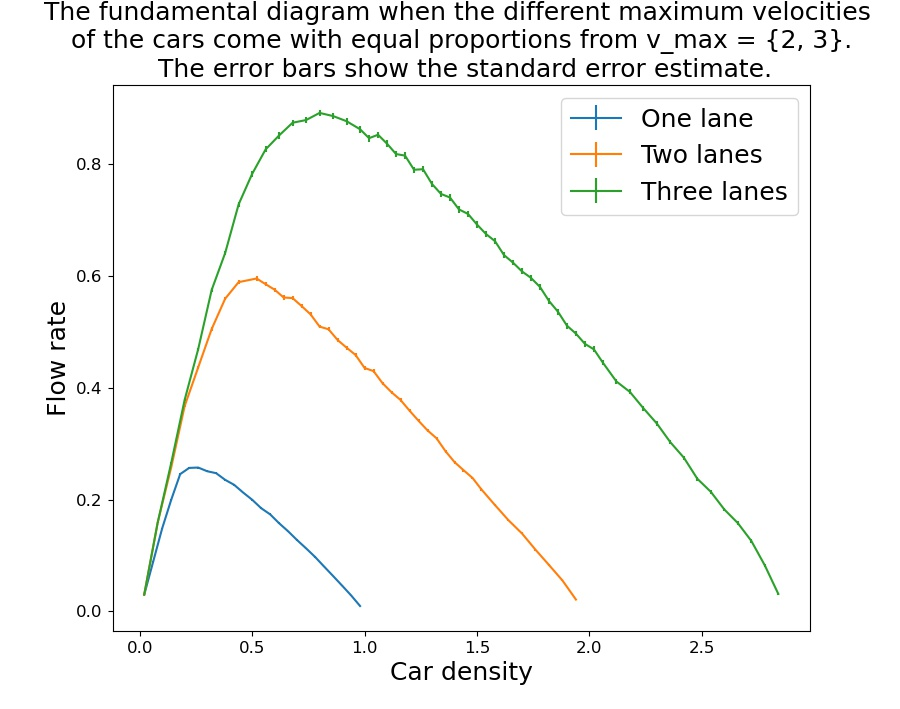 The fundamental diagram when the different maximum velocities
of the cars come with equal proportions from v_max = {2, 3}.
The error bars show the standard error estimate.
One lane
Two lanes
Three lanes
Flow rate
0.8
0.6
0.4
0.2
0.0
0.0 0.5 1.0 1.5 2.0 2.5
Car density